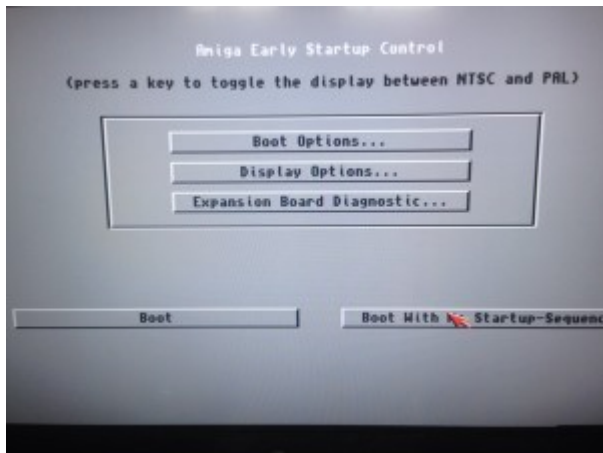 Amiga Early Startup Control
(press a key to toggle the display between NTSC and PAL)
Boot Options...
Display Options...
Expansion Board Diagnostic...
Boot
Boot With Startup-Sequenc